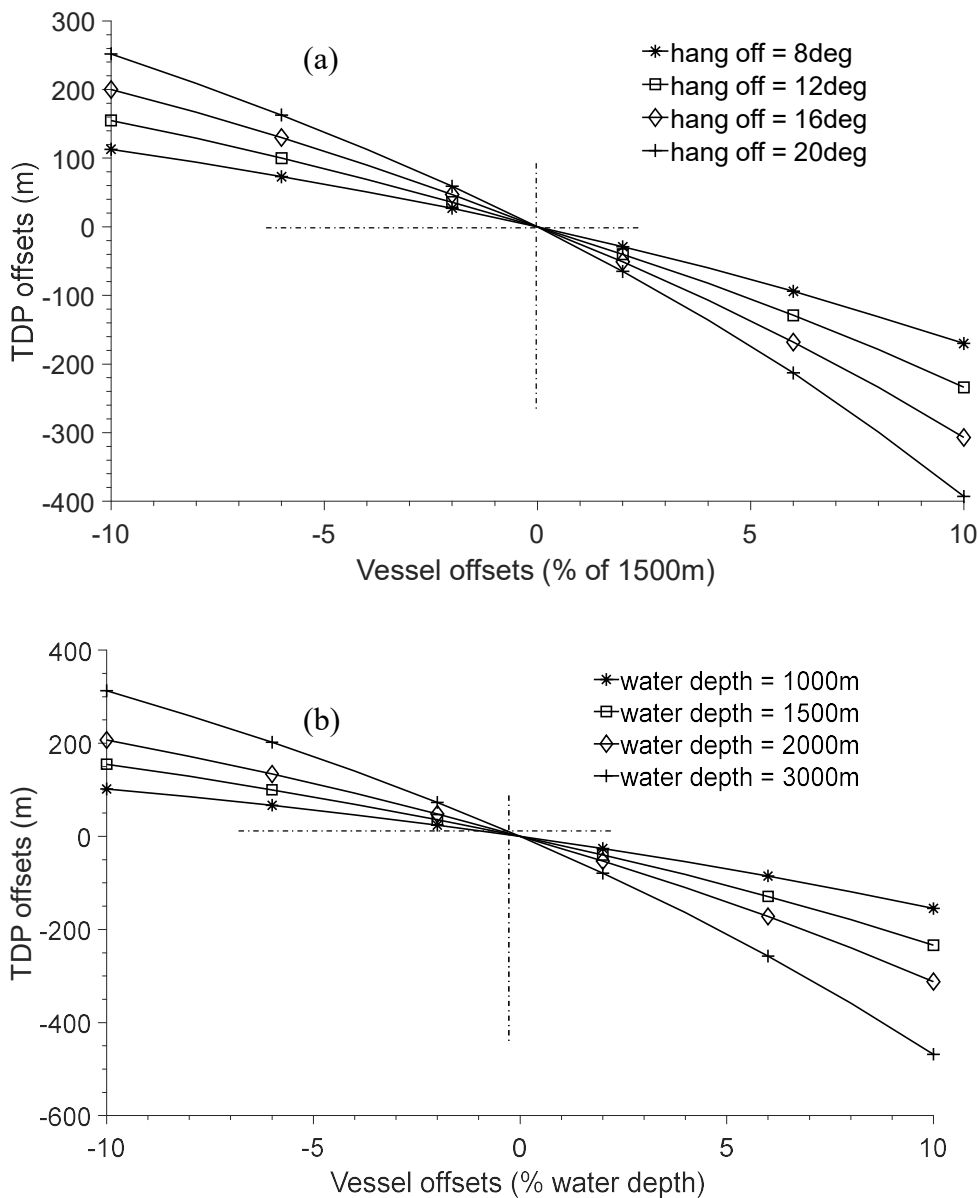 300
(a)
hang off = 8deg
200
hang off = 12deg
hang off = 16deg
100
hang off = 20deg
0
-100
-200
-300
-400
TDP offsets (m)
-10 -5 0 5 10
Vessel offsets (% of 1500m)
400
water depth = 1000m
(b)
water depth = 1500m
200
water depth = 2000m
water depth = 3000m
0
-200
-400
-600
TDP offsets (m)
-10 -5 0 5 10
Vessel offsets (% water depth)